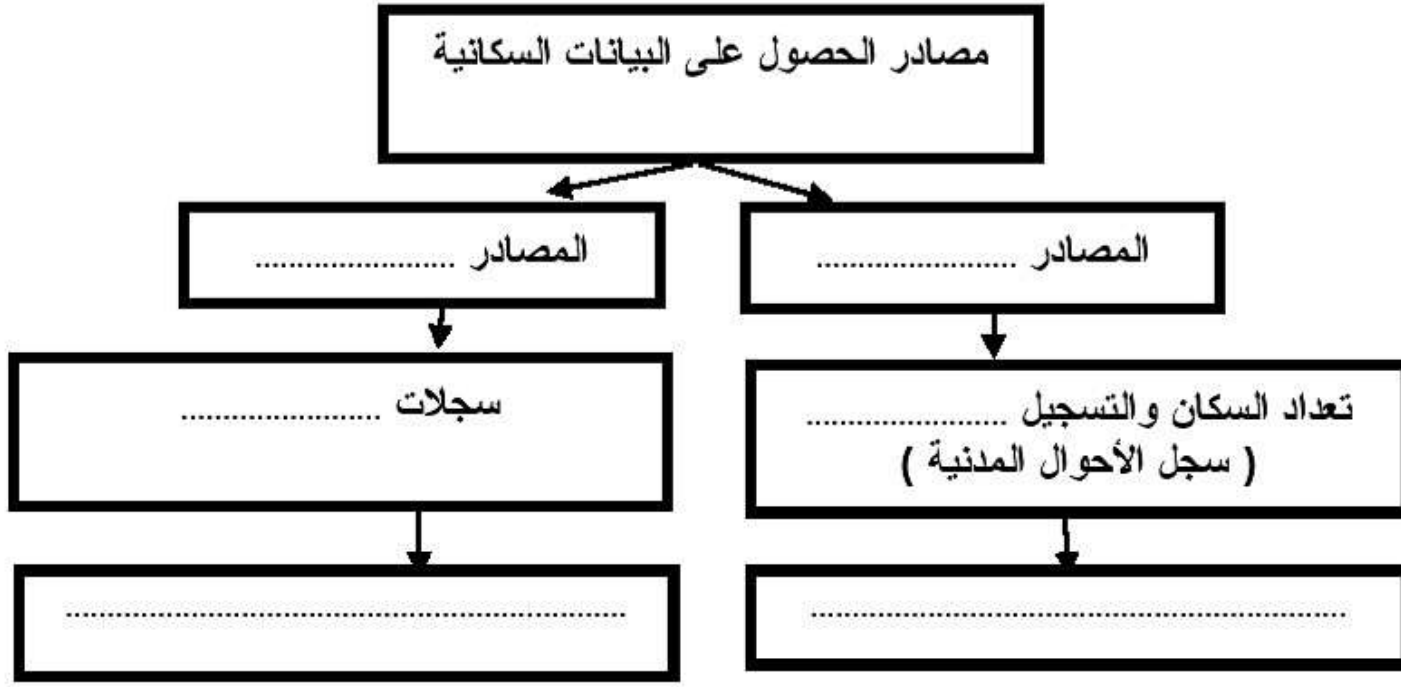 مصادر الحصول على البيانات السكانية
المصادر ........................
المصادر ........................
تعداد السكان والتسجيل ........................
( سجل الأحوال المدنية )
سجلات ........................
................................................................
................................................................